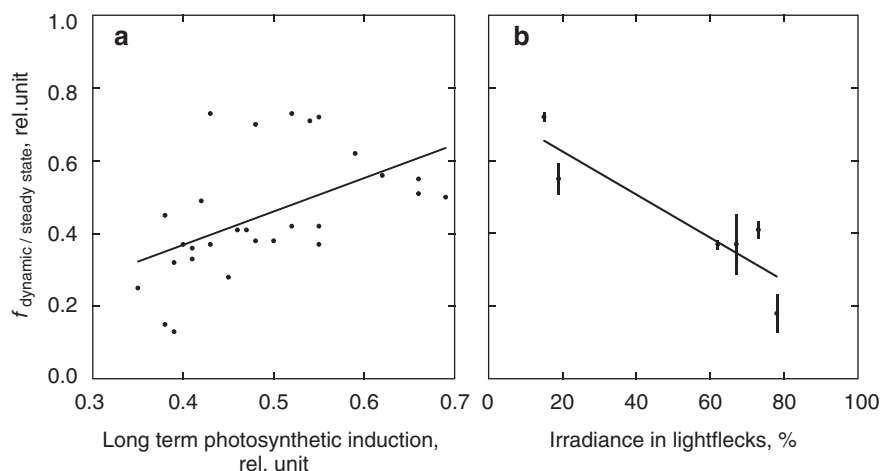 a
b
f dynamic / steady state, rel.unit
1.0
0.8
0.6
0.4
0.2
0.0
0.3 0.4 0.5 0.6 0.7
0 20 40 60 80 100
Long term photosynthetic induction,
rel. unit
Irradiance in lightflecks, %